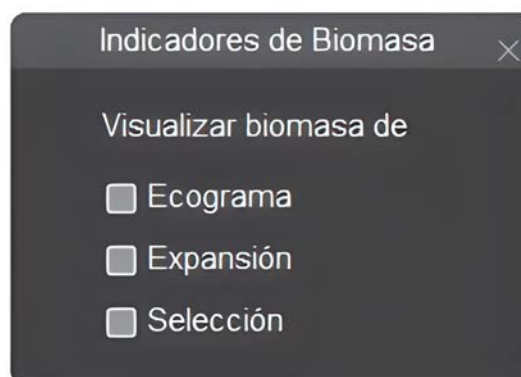 Indicadores de Biomasa
Visualizar biomasa de
Ecograma
Expansión
Selección